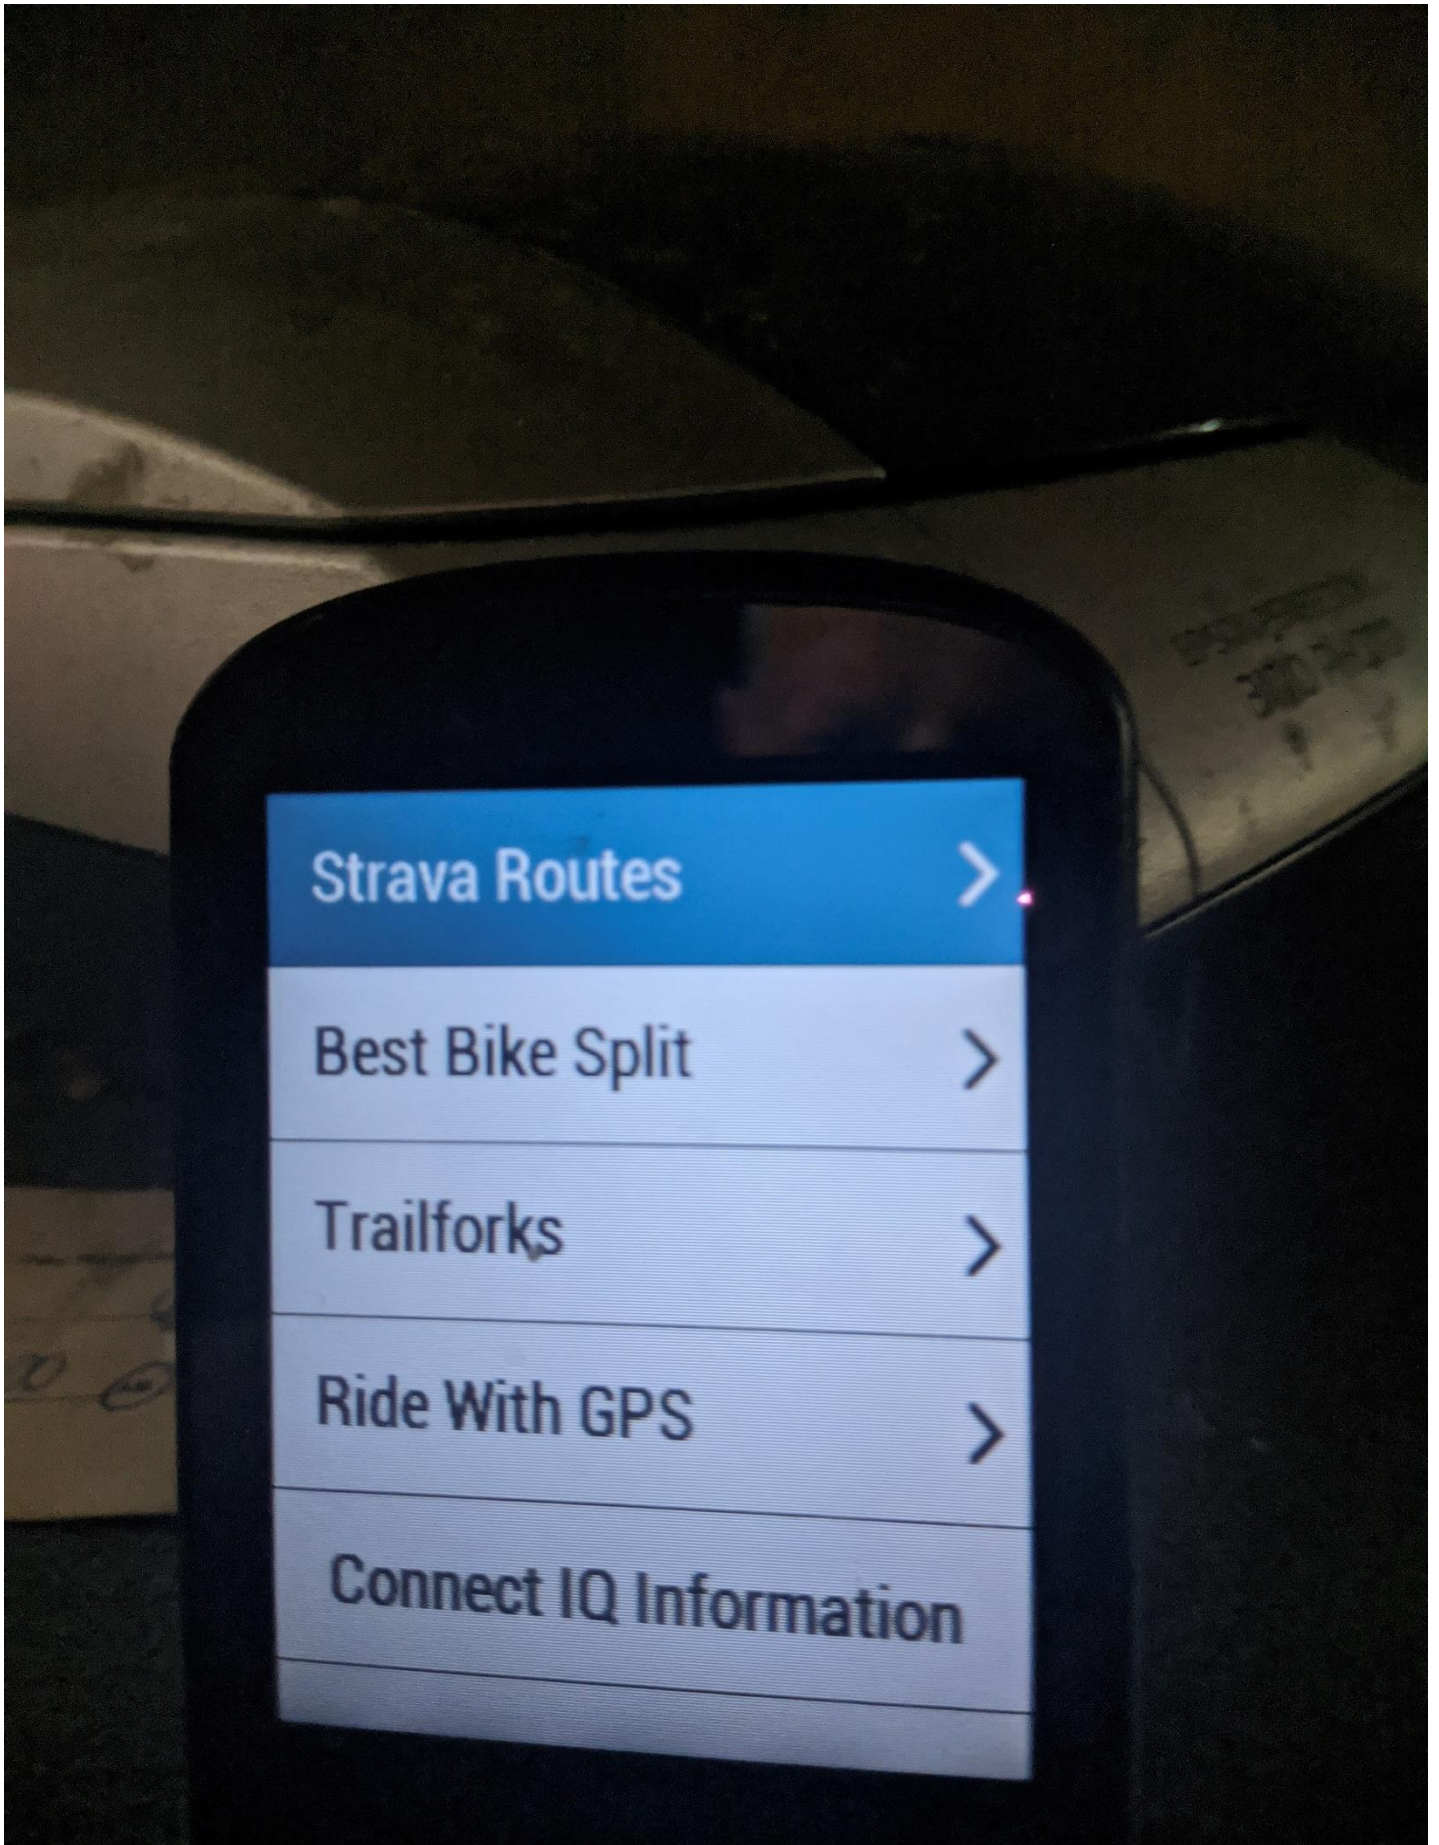 Strava Routes
Best Bike Split
Trailforks
Ride With GPS
Connect IQ Information